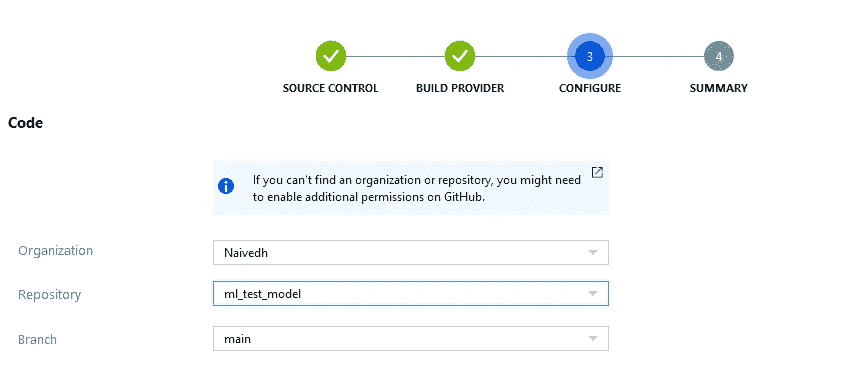 3
4
SOURCE CONTROL
BUILD PROVIDER
CONFIGURE
SUMMARY
Code
If you can't find an organization or repository, you might need
to enable additional permissions on GitHub.
Organization
Naivedh
Repository
ml_test_model
Branch
main